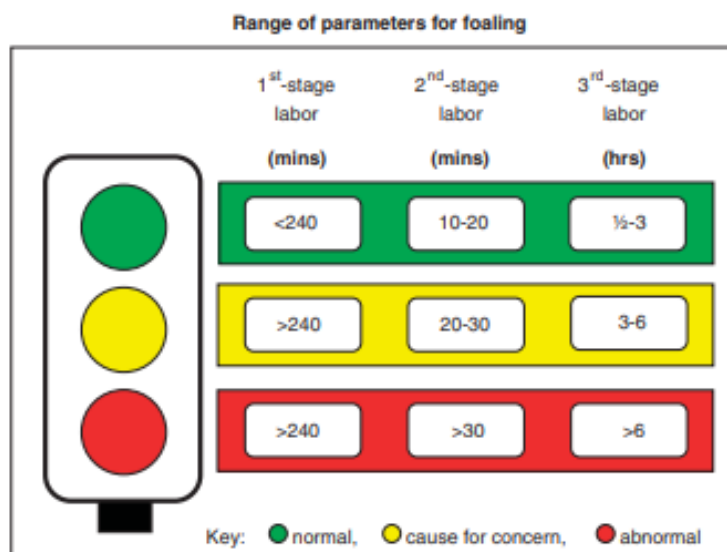 Range of parameters for foaling
1st-stage 2nd-stage 3rd-stage
labor labor labor
(mins) (mins) (hrs)
<240 10-20 ½-3
>240 20-30 3-6
>240 >30 >6
Key: normal, cause for concern, abnormal